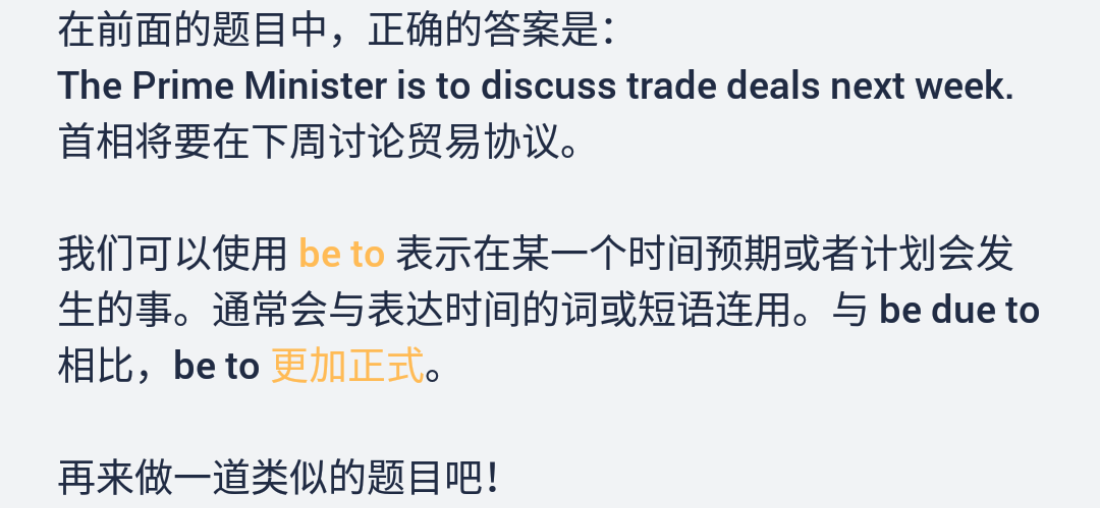 在前面的题目中，正确的答案是：
The Prime Minister is to discuss trade deals next week.
首相将要在下周讨论贸易协议。
我们可以使用 be to 表示在某一个时间预期或者计划会发
生的事。通常会与表达时间的词或短语连用。与 be due to
相比，be to 更加正式。
再来做一道类似的题目吧！